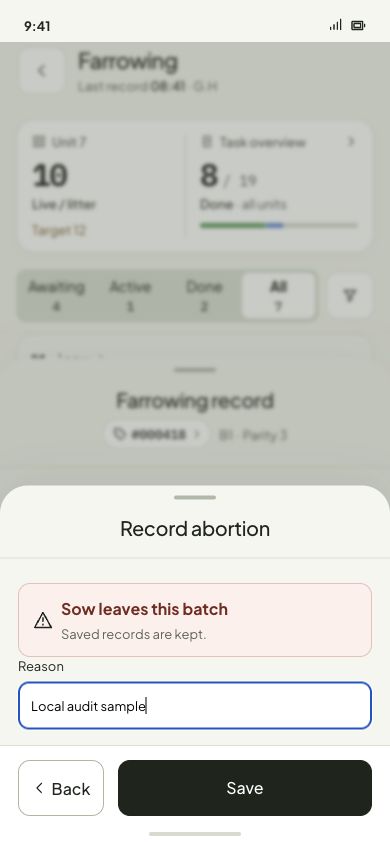 9:41
Farrowing
Last record 08:41 · G.H
Unit 7
10
Live / litter
Target 12
Task overview
8 / 19
Done · all units
Awaiting
4
Active
1
Done
2
All
7
Farrowing record
#000418
B1 · Parity 3
Record abortion
Sow leaves this batch
Saved records are kept.
Reason
Local audit sample
Back
Save